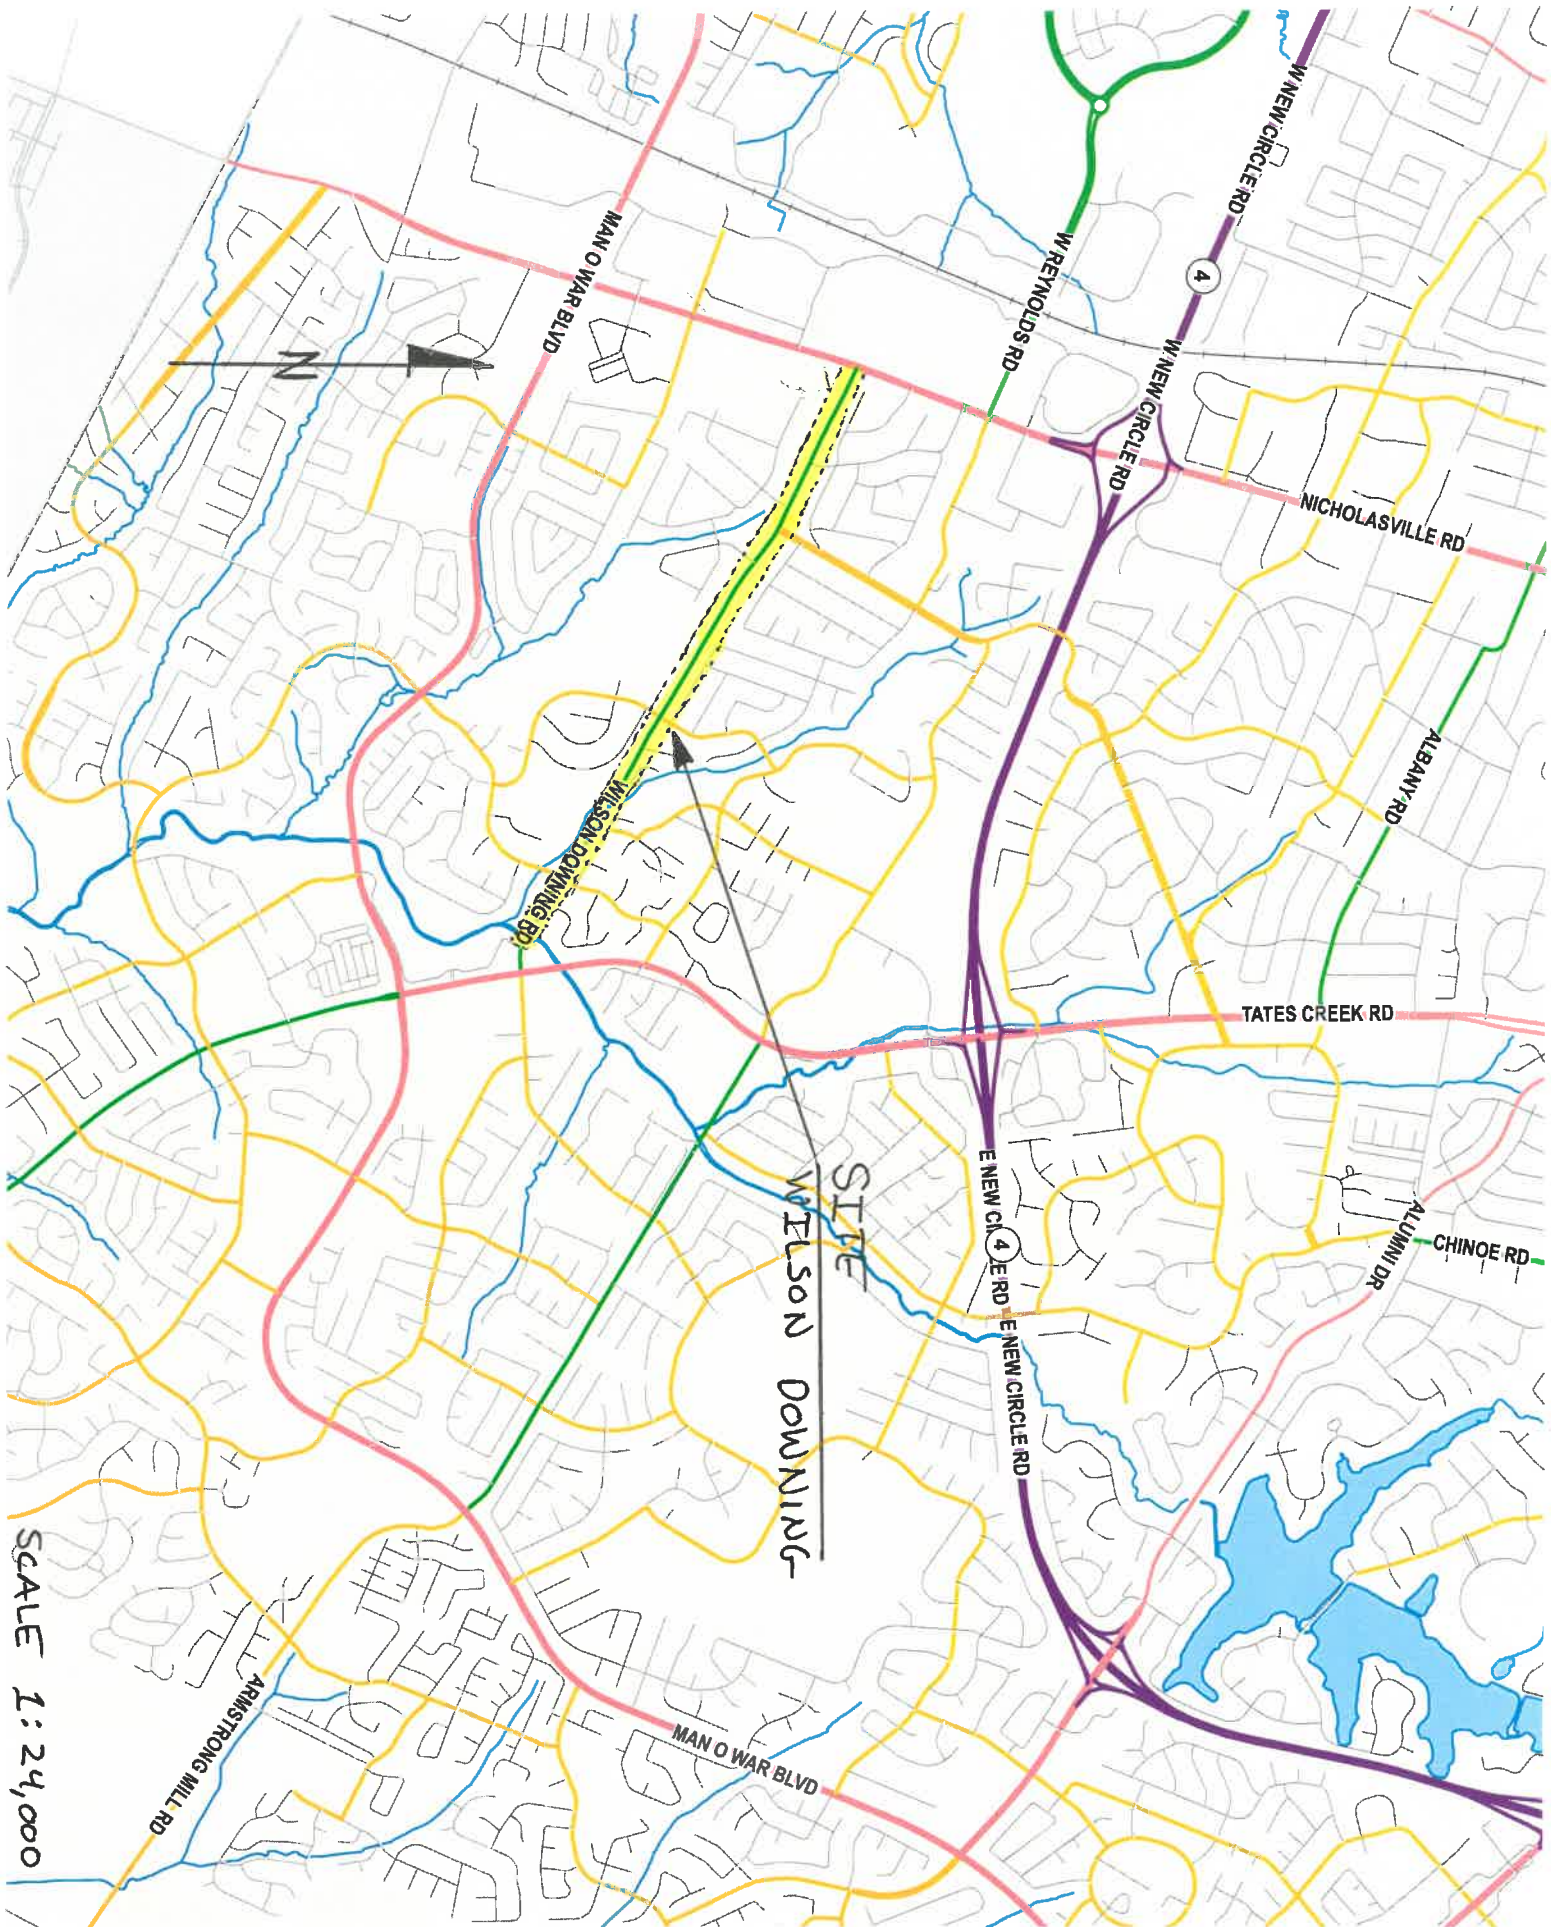 W NEW CIRCLE RD
4
W NEW CIRCLE RD
W REYNOLDS RD
MAN O WAR BLVD
N
NICHOLASVILLE RD
ALBANY RD
WILSON DOWNING RD
TATES CREEK RD
SITE
WILSON DOWNING
E NEW CIRCLE RD
4
E NEW CIRCLE RD
ALUMNI DR
CHINOE RD
MAN O WAR BLVD
ARMSTRONG MILL RD
SCALE 1:24,000